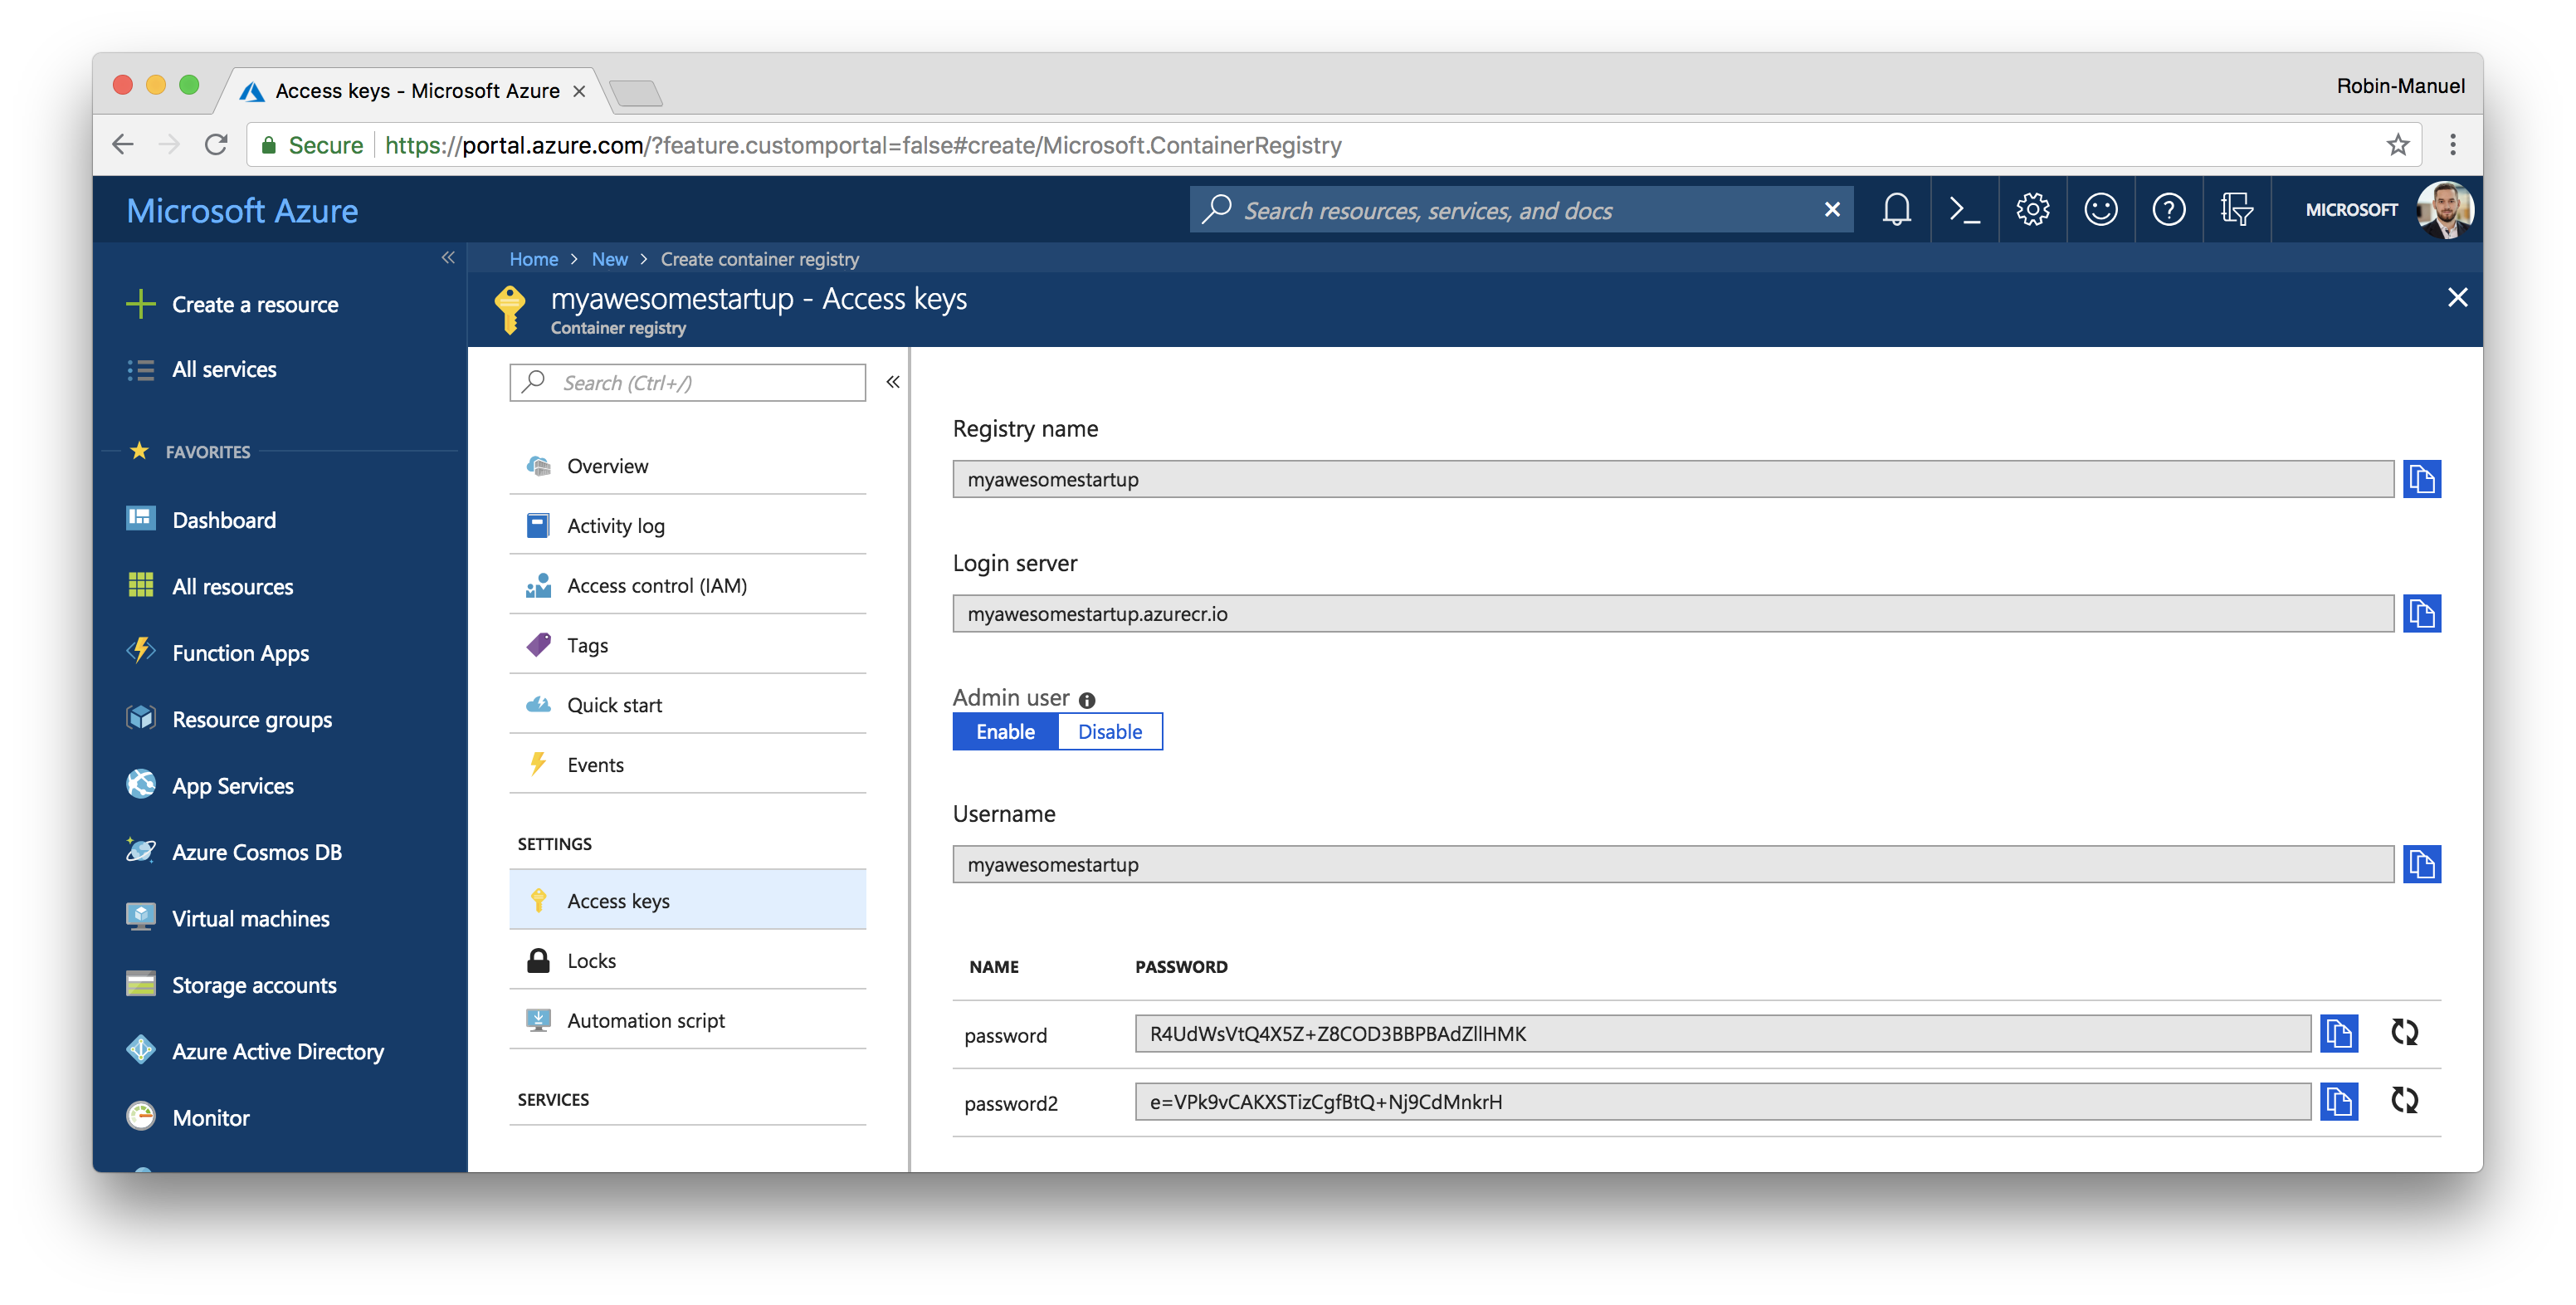 Access keys - Microsoft Azure
Robin-Manuel
Secure https://portal.azure.com/?feature.customportal=false#create/Microsoft.ContainerRegistry
Microsoft Azure
Search resources, services, and docs
MICROSOFT
Home > New > Create container registry
myawesomestartup - Access keys
Container registry
Create a resource
All services
FAVORITES
Dashboard
All resources
Function Apps
Resource groups
App Services
Azure Cosmos DB
Virtual machines
Storage accounts
Azure Active Directory
Monitor
Search (Ctrl+/)
Overview
Activity log
Access control (IAM)
Tags
Quick start
Events
SETTINGS
Access keys
Locks
Automation script
SERVICES
Registry name
myawesomestartup
Login server
myawesomestartup.azurecr.io
Admin user
Enable Disable
Username
myawesomestartup
NAME PASSWORD
password R4UdWsVtQ4X5Z+Z8COD3BBPBAdZllHMK
password2 e=VPk9vCAKXSTizCgfBtQ+Nj9CdMnkrH